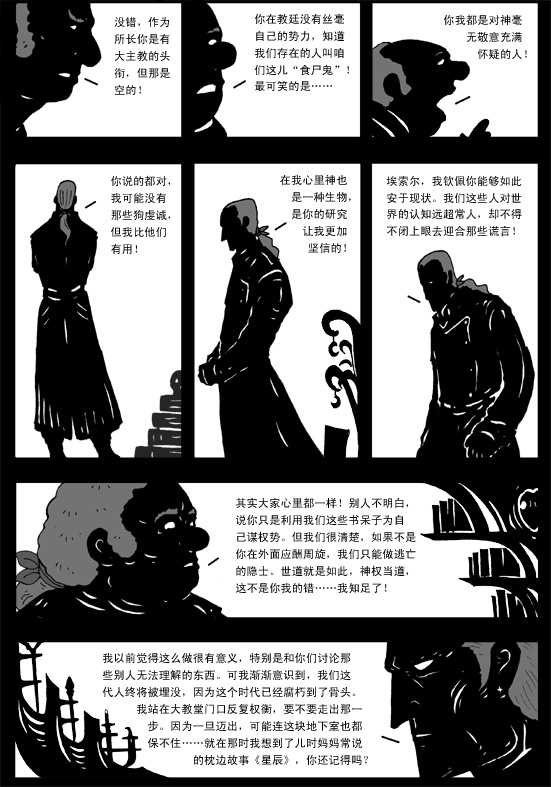 没错，作为
所长你是有
大主教的头
衔，但那是
空的！
你在教廷没有丝毫
自己的势力，知道
我们存在的人叫咱
们这儿“食尸鬼”！
最可笑的是……
你我都是对神毫
无敬意充满
怀疑的人！
你说的都对，
我可能没有
那些狗虔诚，
但我比他们
有用！
在我心里神也
是一种生物，
是你的研究
让我更加
坚信的！
埃索尔，我钦佩你能够如此
安于现状。我们这些人对世
界的认知远超常人，却不得
不闭上眼去迎合那些谎言！
其实大家心里都一样！别人不明白，
说你只是利用我们这些书呆子为自
己谋权势。但我们很清楚，如果不是
你在外面应酬周旋，我们只能做逃亡
的隐士。世道就是如此，神权当道，
这不是你我的错……我知足了！
我以前觉得这么做很有意义，特别是和你们讨论那
些别人无法理解的东西。可我渐渐意识到，我们这
代人终将被埋没，因为这个时代已经腐朽到了骨头。
我站在大教堂门口反复权衡，要不要走出那一
步。因为一旦迈出，可能连这块地下室也都
保不住……就在那时我想到了儿时妈妈常说
的枕边故事《星辰》，你还记得吗？